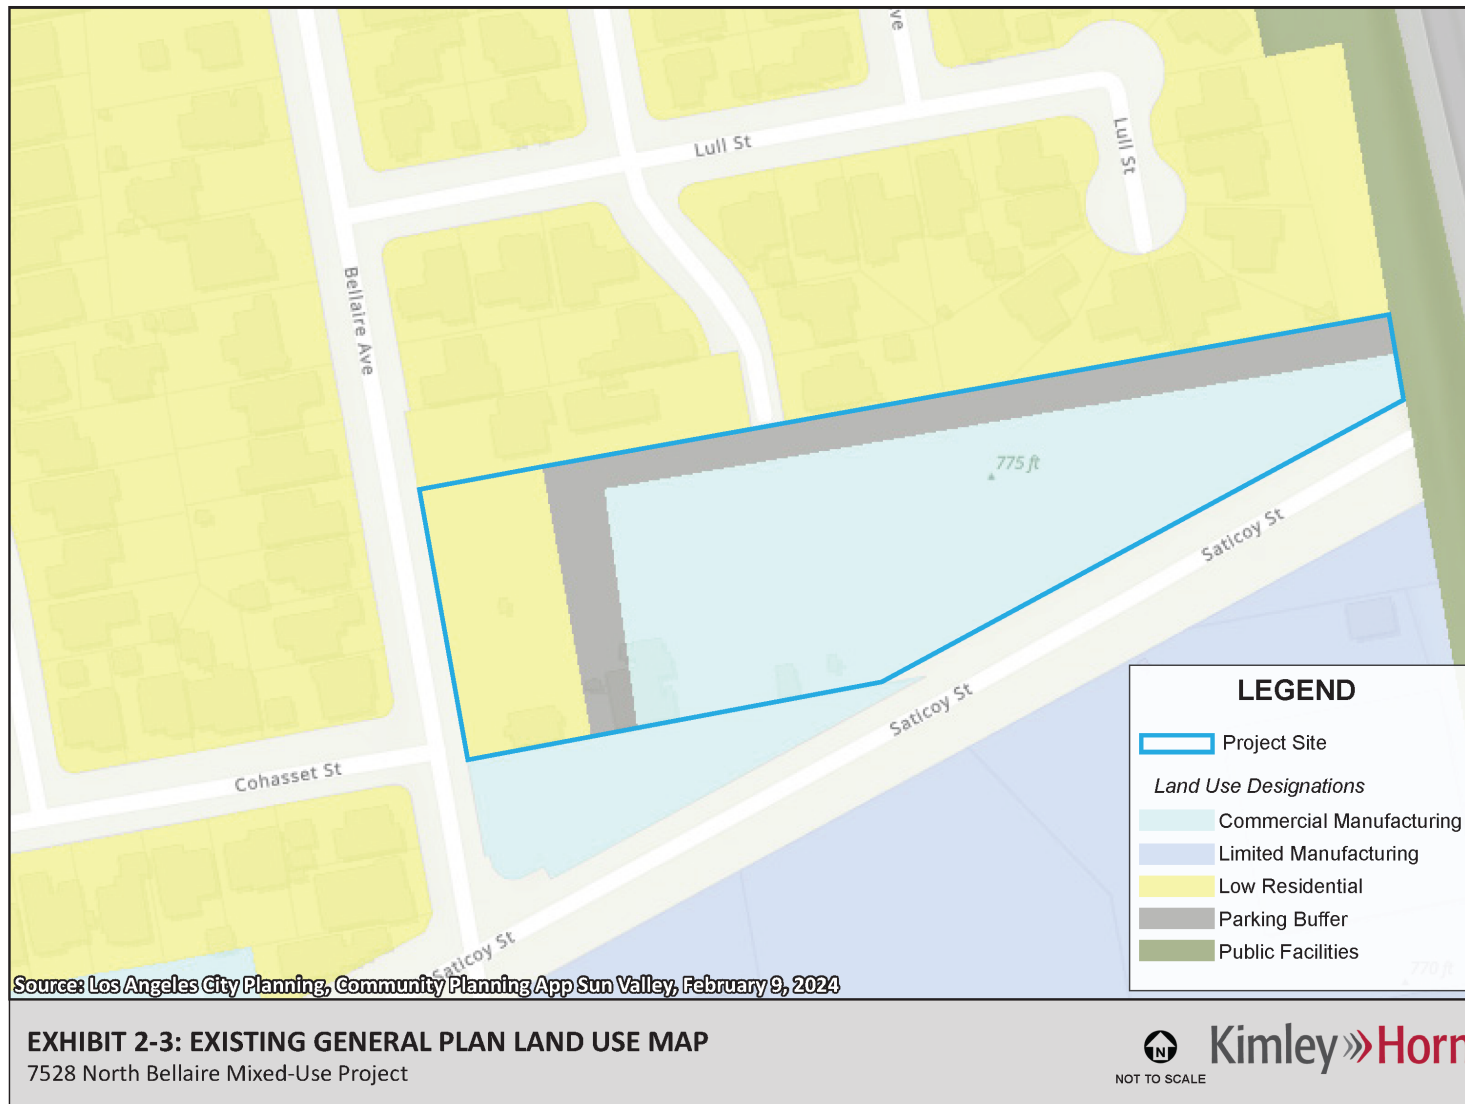 ve
Lull St
Lull St
Bellaire Ave
775 ft
Saticoy St
Saticoy St
Cohasset St
Saticoy St
LEGEND
Project Site
Land Use Designations
Commercial Manufacturing
Limited Manufacturing
Low Residential
Parking Buffer
Public Facilities
770 ft
Source: Los Angeles City Planning, Community Planning App Sun Valley, February 9, 2024
EXHIBIT 2-3: EXISTING GENERAL PLAN LAND USE MAP
7528 North Bellaire Mixed-Use Project
N
NOT TO SCALE
Kimley»Horn